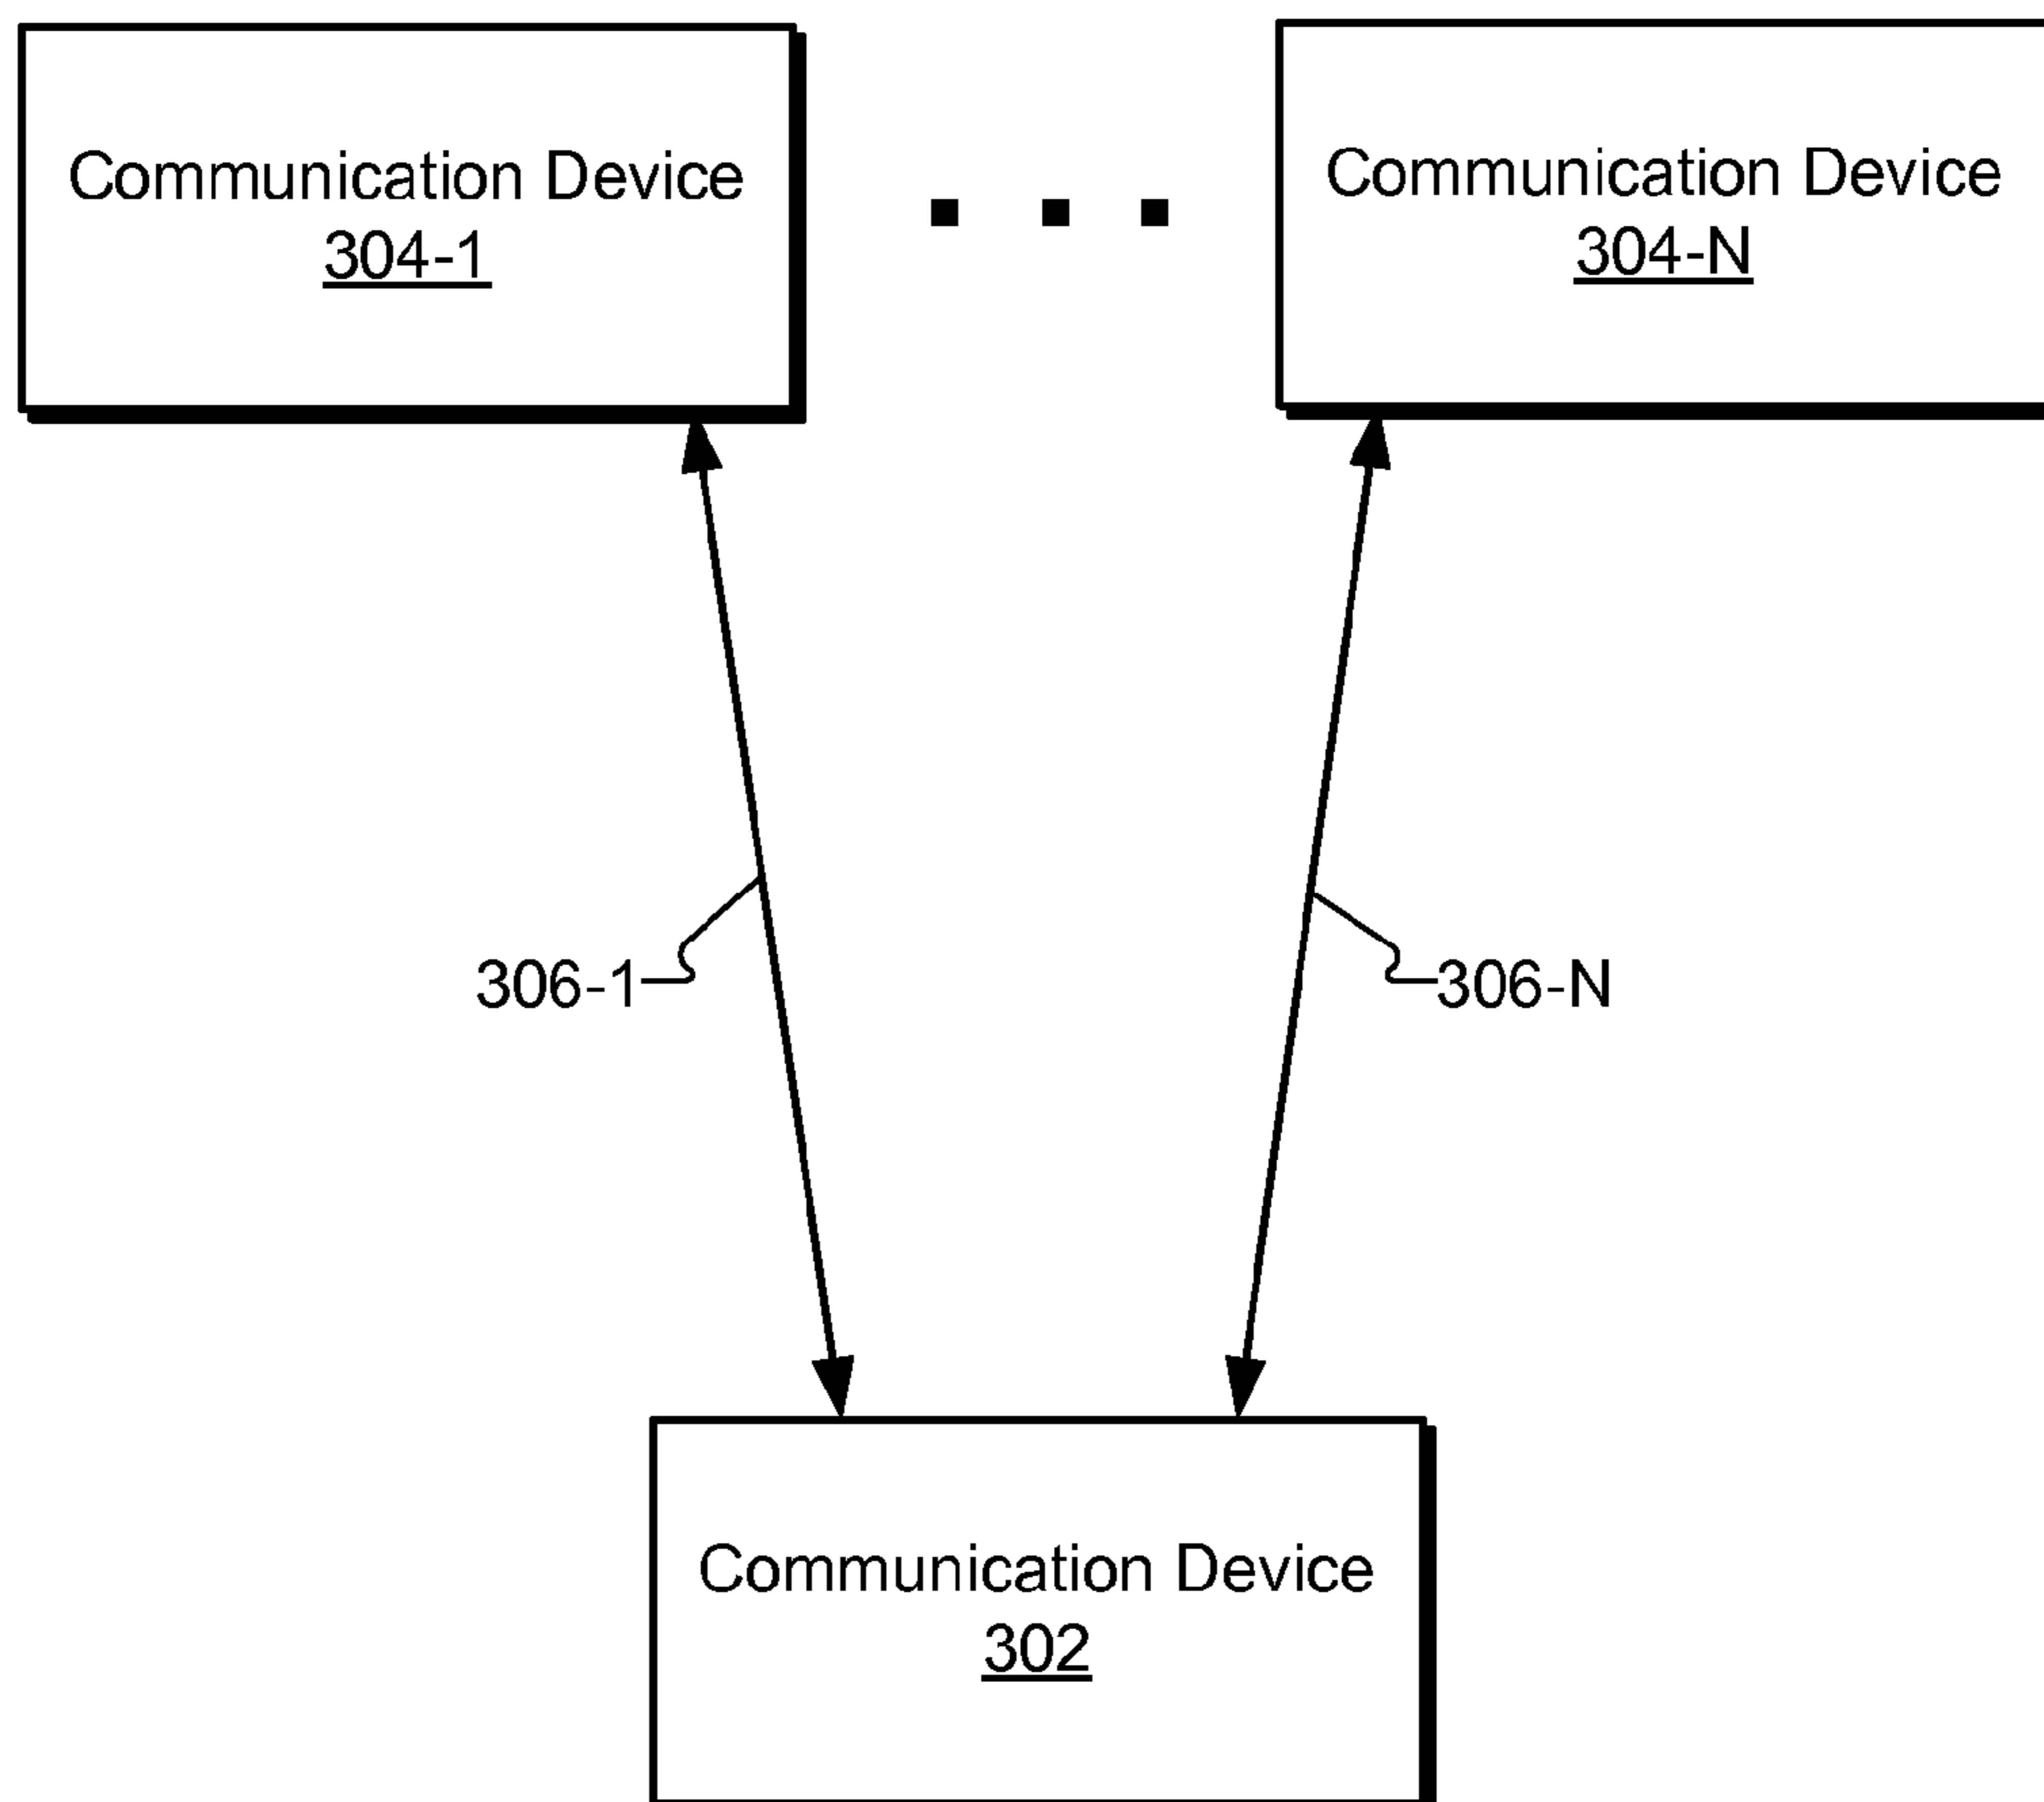 Communication Device
304-1
Communication Device
304-N
306-1
306-N
Communication Device
302